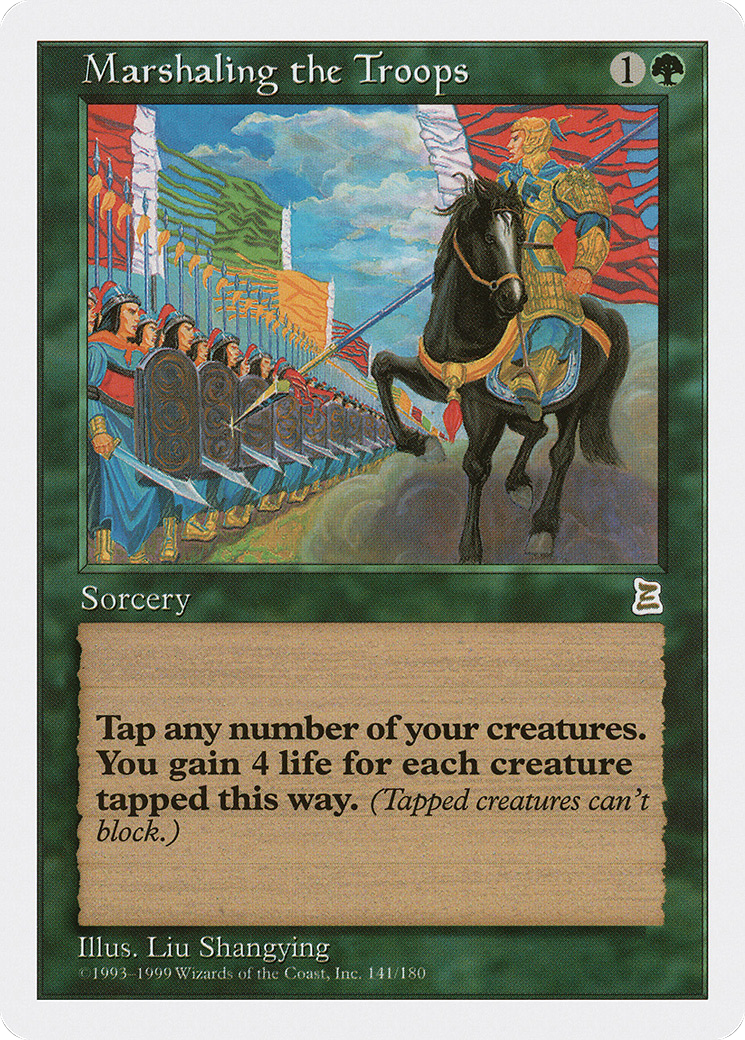 Marshaling the Troops 1
Sorcery
Tap any number of your creatures.
You gain 4 life for each creature
tapped this way. (Tapped creatures can't
block.)
Illus. Liu Shangying
©1993–1999 Wizards of the Coast, Inc. 141/180